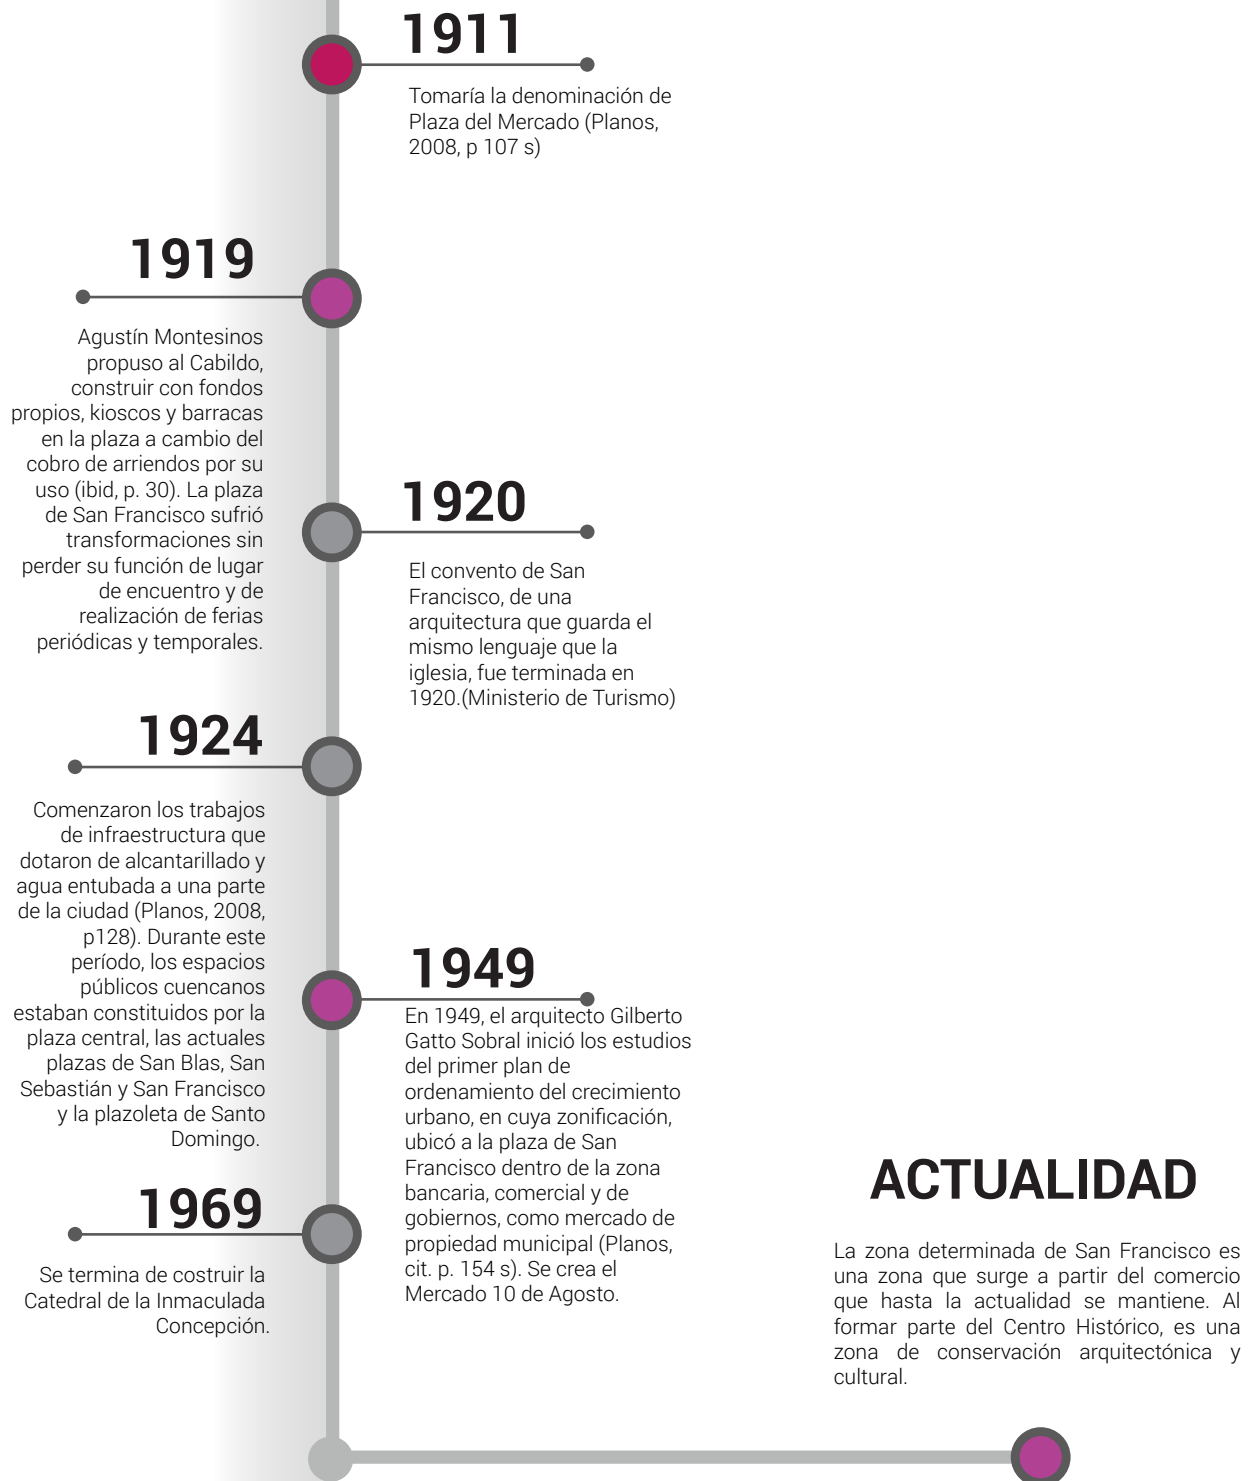 1911
Tomaría la denominación de
Plaza del Mercado (Planos,
2008, p 107 s)
1919
Agustín Montesinos
propuso al Cabildo,
construir con fondos
propios, kioscos y barracas
en la plaza a cambio del
cobro de arriendos por su
uso (ibid, p. 30). La plaza
de San Francisco sufrió
transformaciones sin
perder su función de lugar
de encuentro y de
realización de ferias
periódicas y temporales.
1920
El convento de San
Francisco, de una
arquitectura que guarda el
mismo lenguaje que la
iglesia, fue terminada en
1920.(Ministerio de Turismo)
1924
Comenzaron los trabajos
de infraestructura que
dotaron de alcantarillado y
agua entubada a una parte
de la ciudad (Planos, 2008,
p128). Durante este
período, los espacios
públicos cuencanos
estaban constituidos por la
plaza central, las actuales
plazas de San Blas, San
Sebastián y San Francisco
y la plazoleta de Santo
Domingo.
1949
En 1949, el arquitecto Gilberto
Gatto Sobral inició los estudios
del primer plan de
ordenamiento del crecimiento
urbano, en cuya zonificación,
ubicó a la plaza de San
Francisco dentro de la zona
bancaria, comercial y de
gobiernos, como mercado de
propiedad municipal (Planos,
cit. p. 154 s). Se crea el
Mercado 10 de Agosto.
1969
Se termina de costruir la
Catedral de la Inmaculada
Concepción.
ACTUALIDAD
La zona determinada de San Francisco es
una zona que surge a partir del comercio
que hasta la actualidad se mantiene. Al
formar parte del Centro Histórico, es una
zona de conservación arquitectónica y
cultural.